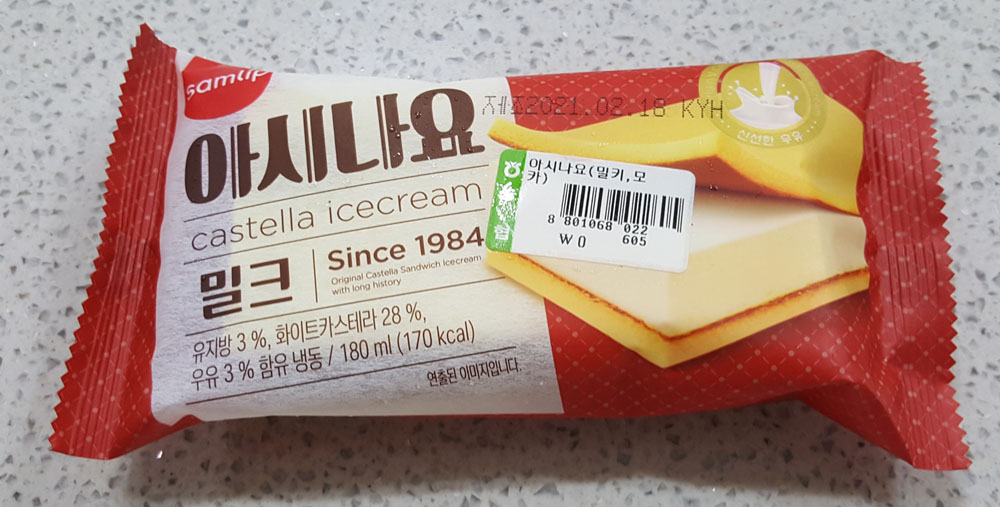 samlip
아시나요
castella icecream
밀크
Since 1984
Original Castella Sandwich Icecream
with long history
유지방 3 %, 화이트카스테라 28 %,
우유 3 % 함유 냉동 / 180 ml (170 kcal)
연출된 이미지입니다.
제조2021.02.18 KYH
신선한 우유
아시나요(밀키,모
카)
8 801068 022
₩0 605